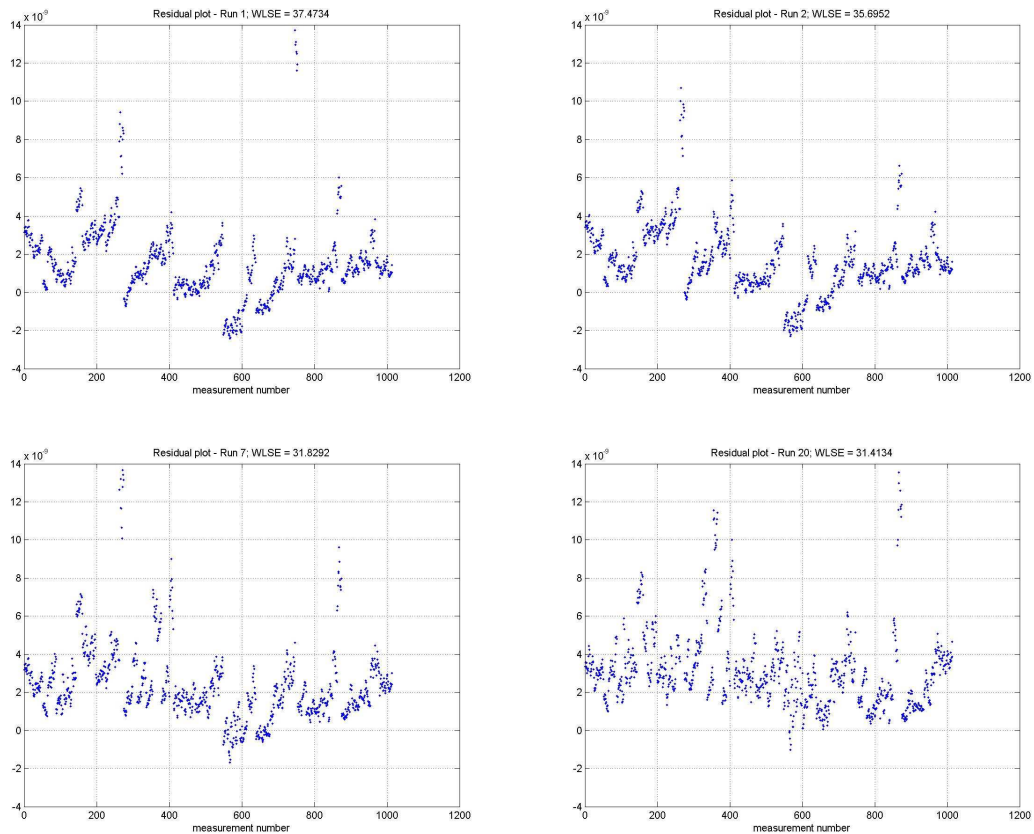 Residual plot - Run 1; WLSE = 37.4734
x 10⁻⁹
14
12
10
8
6
4
2
0
-2
-4
0 200 400 600 800 1000 1200
measurement number
Residual plot - Run 2; WLSE = 35.6952
x 10⁻⁹
14
12
10
8
6
4
2
0
-2
-4
0 200 400 600 800 1000 1200
measurement number
Residual plot - Run 7; WLSE = 31.8292
x 10⁻⁹
14
12
10
8
6
4
2
0
-2
-4
0 200 400 600 800 1000 1200
measurement number
Residual plot - Run 20; WLSE = 31.4134
x 10⁻⁹
14
12
10
8
6
4
2
0
-2
-4
0 200 400 600 800 1000 1200
measurement number